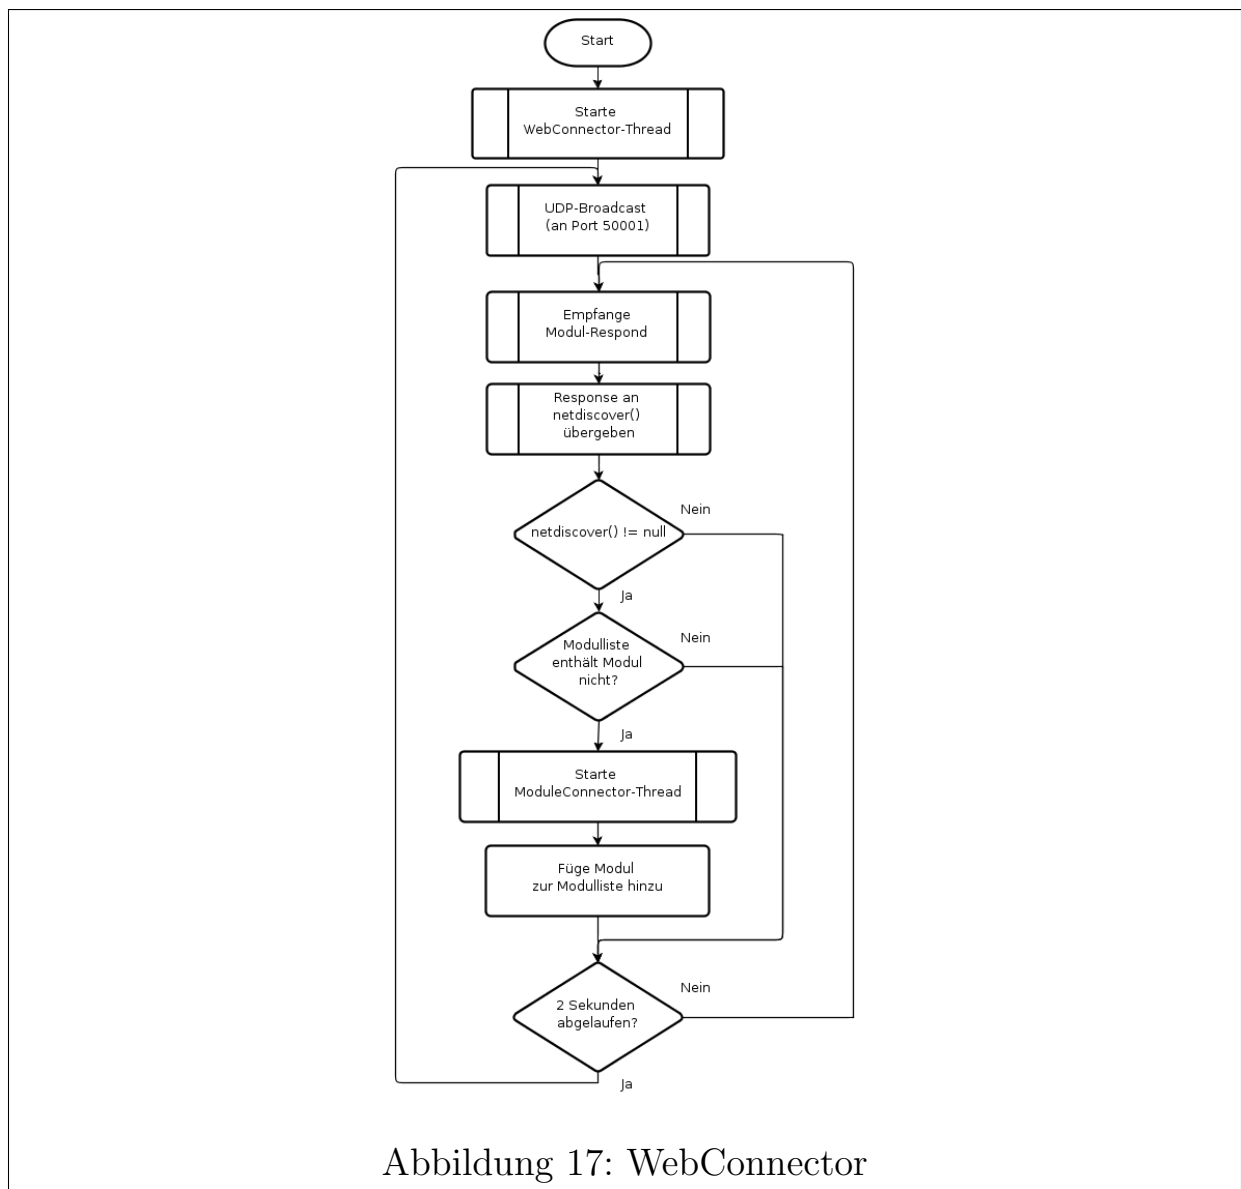 Start
Starte
WebConnector-Thread
UDP-Broadcast
(an Port 50001)
Empfange
Modul-Respond
Response an
netdiscover()
übergeben
Nein
netdiscover() != null
Ja
Nein
Modulliste
enthält Modul
nicht?
Ja
Starte
ModuleConnector-Thread
Füge Modul
zur Modulliste hinzu
Nein
2 Sekunden
abgelaufen?
Ja
Abbildung 17: WebConnector